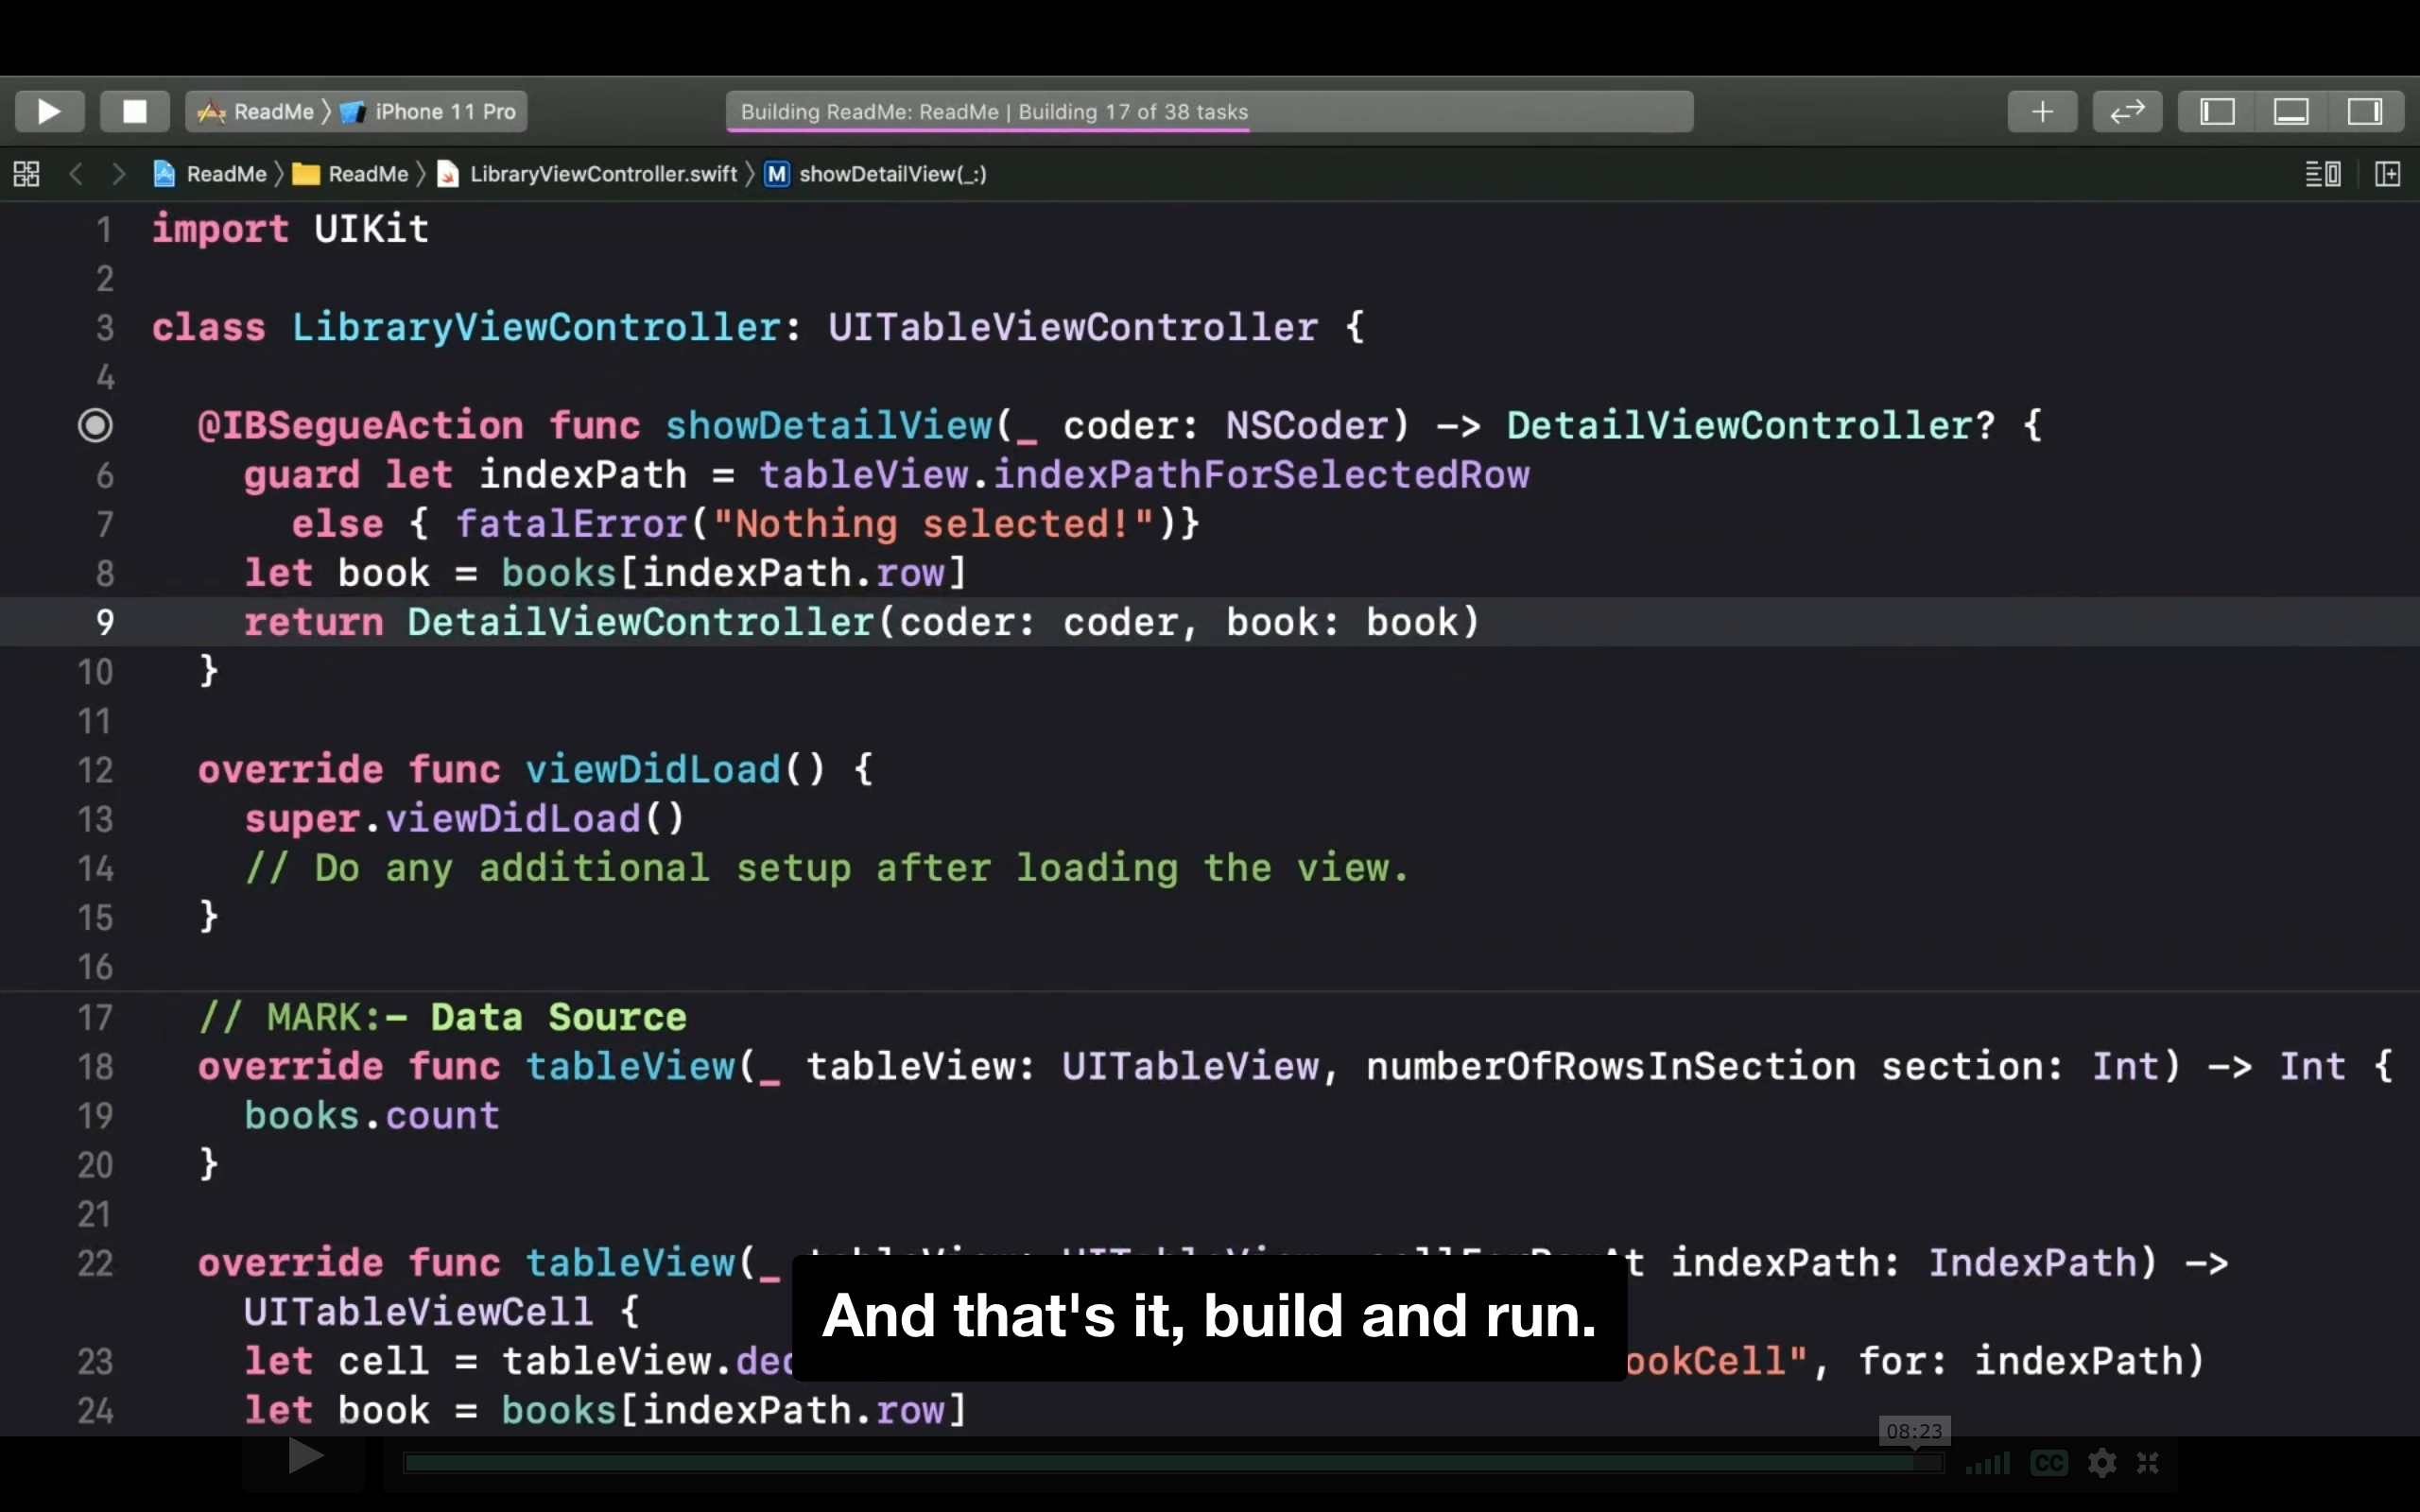 ReadMe 〉 iPhone 11 Pro
Building ReadMe: ReadMe | Building 17 of 38 tasks
ReadMe 〉 ReadMe 〉 LibraryViewController.swift 〉 M showDetailView(_:)
1 import UIKit
2
3 class LibraryViewController: UITableViewController {
4
@IBSegueAction func showDetailView(_ coder: NSCoder) -> DetailViewController? {
6 guard let indexPath = tableView.indexPathForSelectedRow
7 else { fatalError("Nothing selected!")}
8 let book = books[indexPath.row]
9 return DetailViewController(coder: coder, book: book)
10 }
11
12 override func viewDidLoad() {
13 super.viewDidLoad()
14 // Do any additional setup after loading the view.
15 }
16
17 // MARK:- Data Source
18 override func tableView(_ tableView: UITableView, numberOfRowsInSection section: Int) -> Int {
19 books.count
20 }
21
22 override func tableView(_ indexPath: IndexPath) ->
UITableViewCell {
23 let cell = tableView. for: indexPath)
24 let book = books[indexPath.row]
And that's it, build and run.
08:23
CC